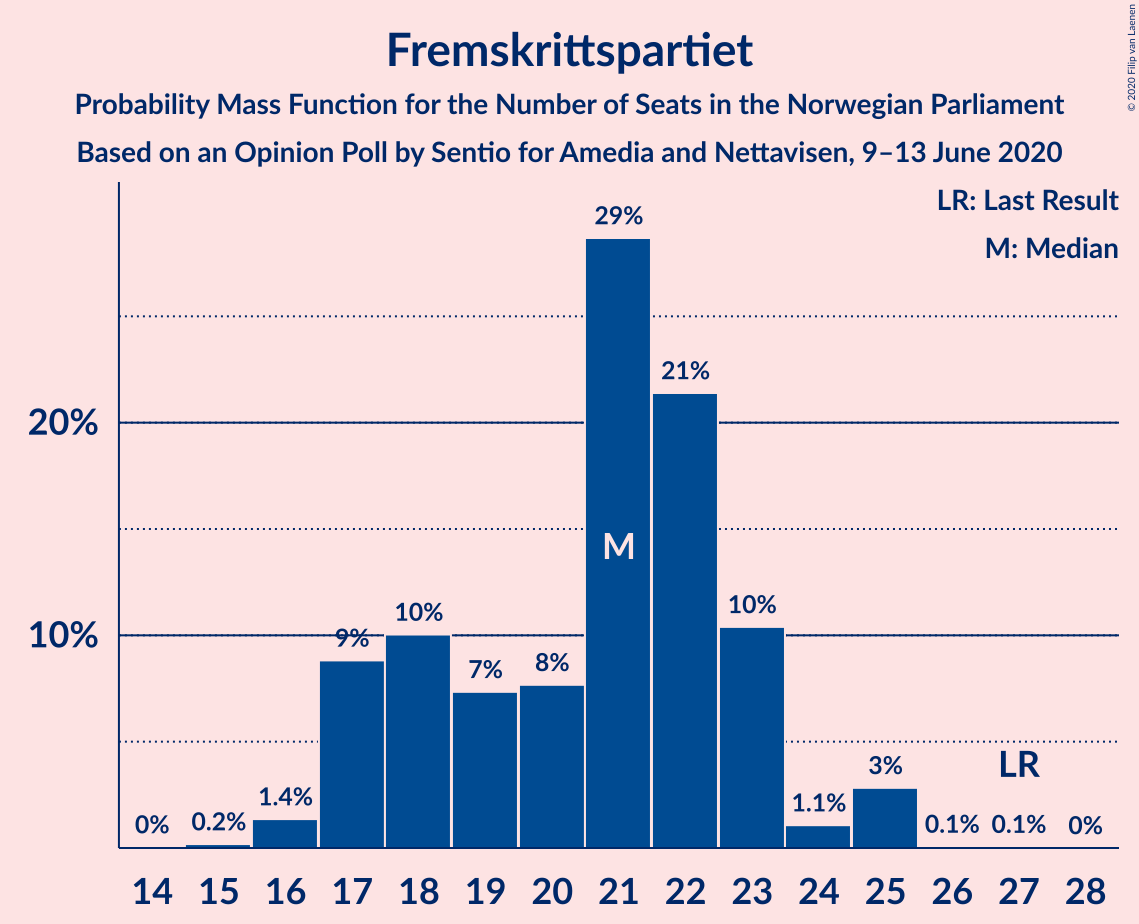 Fremskrittspartiet
Probability Mass Function for the Number of Seats in the Norwegian Parliament
Based on an Opinion Poll by Sentio for Amedia and Nettavisen, 9–13 June 2020
© 2020 Filip van Laenen
LR: Last Result
M: Median
29%
21%
20%
M
10%
10%
10%
9%
7%
8%
LR
3%
1.4%
1.1%
0%
0.2%
0.1%
0.1%
0%
14 15 16 17 18 19 20 21 22 23 24 25 26 27 28